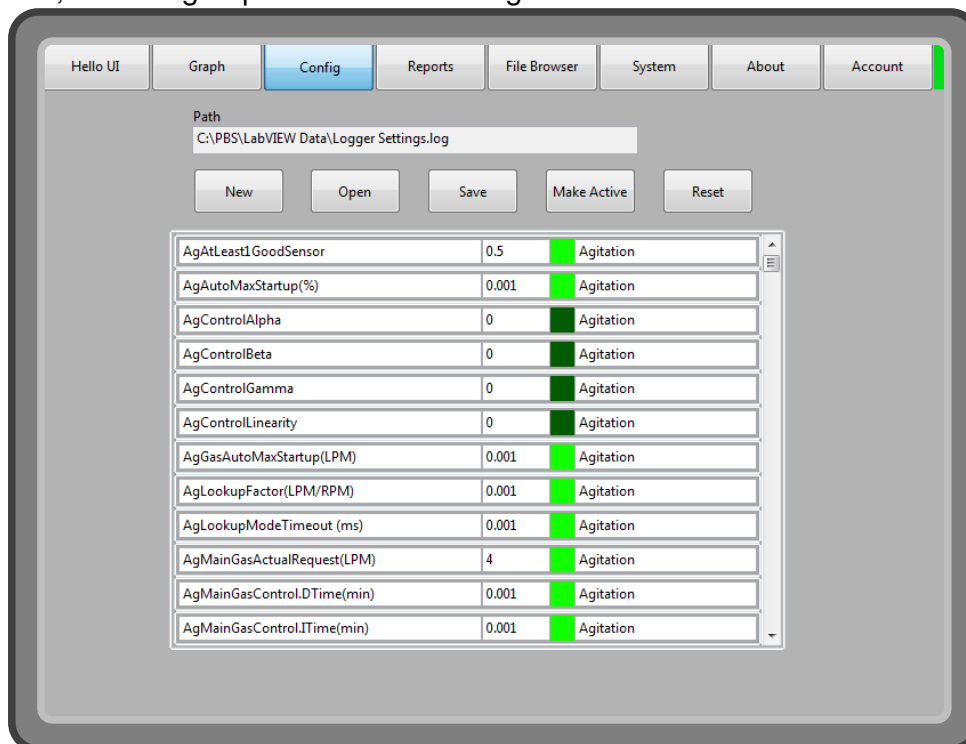 Hello UI Graph Config Reports File Browser System About Account
Path
C:\PBS\LabVIEW Data\Logger Settings.log
New Open Save Make Active Reset
AgAtLeast1GoodSensor 0.5 Agitation
AgAutoMaxStartup(%) 0.001 Agitation
AgControlAlpha 0 Agitation
AgControlBeta 0 Agitation
AgControlGamma 0 Agitation
AgControlLinearity 0 Agitation
AgGasAutoMaxStartup(LPM) 0.001 Agitation
AgLookupFactor(LPM/RPM) 0.001 Agitation
AgLookupModeTimeout (ms) 0.001 Agitation
AgMainGasActualRequest(LPM) 4 Agitation
AgMainGasControl.DTime(min) 0.001 Agitation
AgMainGasControl.ITime(min) 0.001 Agitation